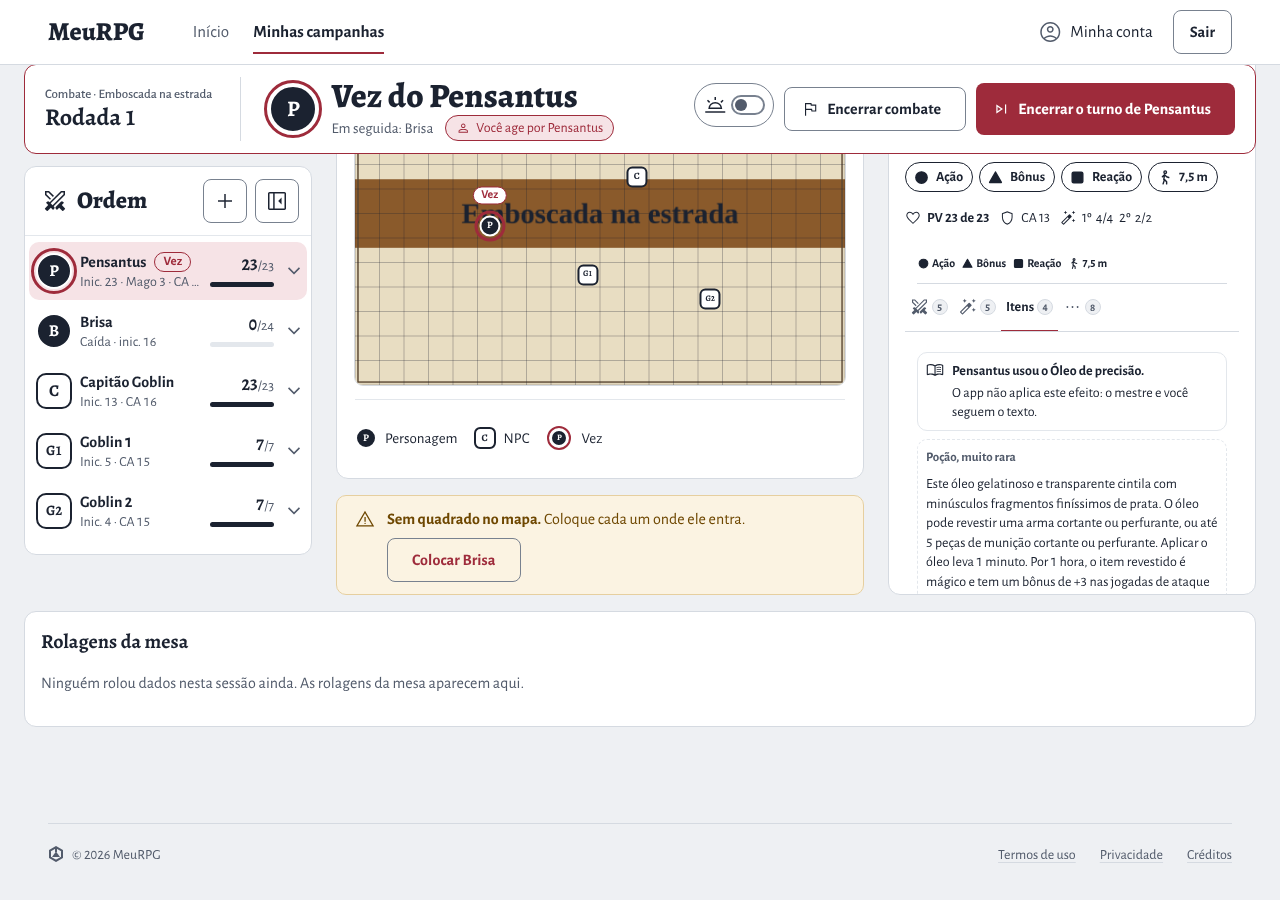 MeuRPG
Início
Minhas campanhas
Minha conta
Sair
Combate · Emboscada na estrada
Rodada 1
P
Vez do Pensantus
Em seguida: Brisa
Você age por Pensantus
Encerrar combate
Encerrar o turno de Pensantus
Ordem
P
Pensantus
Vez
Inic. 23 · Mago 3 · CA ...
23/23
B
Brisa
Caída · inic. 16
0/24
C
Capitão Goblin
Inic. 13 · CA 16
23/23
G1
Goblin 1
Inic. 5 · CA 15
7/7
G2
Goblin 2
Inic. 4 · CA 15
7/7
C
Vez
P
Emboscada na estrada
G1
G2
P Personagem
C NPC
P Vez
Sem quadrado no mapa. Coloque cada um onde ele entra.
Colocar Brisa
Ação
Bônus
Reação
7,5 m
PV 23 de 23
CA 13
1º 4/4 2º 2/2
Ação Bônus Reação 7,5 m
5
5
Itens 4
··· 8
Pensantus usou o Óleo de precisão.
O app não aplica este efeito: o mestre e você
seguem o texto.
Poção, muito rara
Este óleo gelatinoso e transparente cintila com
minúsculos fragmentos finíssimos de prata. O óleo
pode revestir uma arma cortante ou perfurante, ou até
5 peças de munição cortante ou perfurante. Aplicar o
óleo leva 1 minuto. Por 1 hora, o item revestido é
mágico e tem um bônus de +3 nas jogadas de ataque
Rolagens da mesa
Ninguém rolou dados nesta sessão ainda. As rolagens da mesa aparecem aqui.
© 2026 MeuRPG
Termos de uso
Privacidade
Créditos